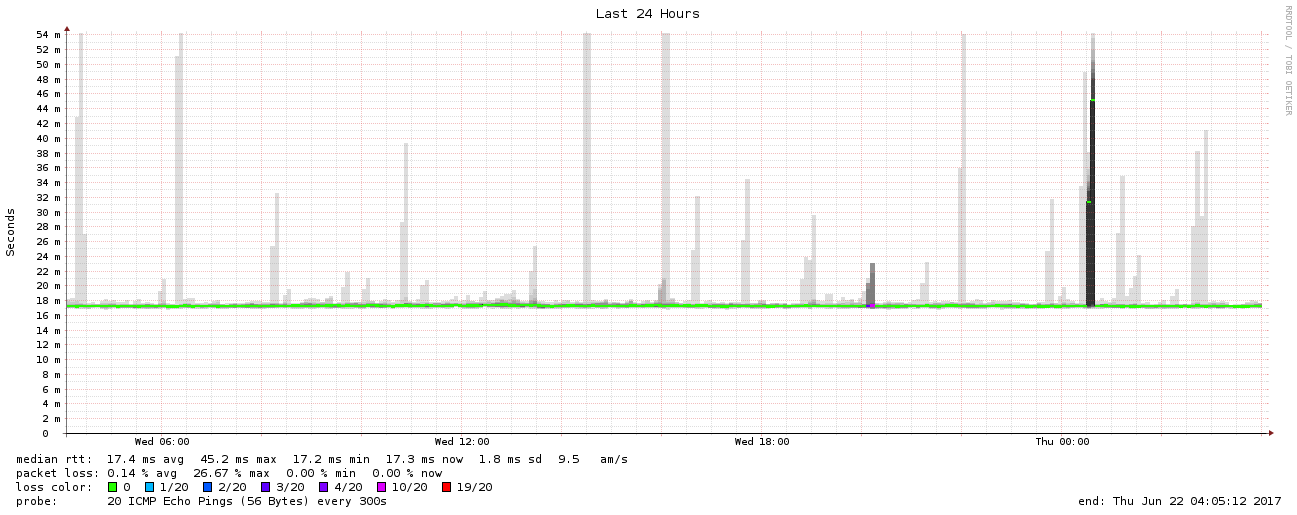 Last 24 Hours
RRDTOOL / TOBI OETIKER
Seconds
54 m
52 m
50 m
48 m
46 m
44 m
42 m
40 m
38 m
36 m
34 m
32 m
30 m
28 m
26 m
24 m
22 m
20 m
18 m
16 m
14 m
12 m
10 m
8 m
6 m
4 m
2 m
0
Wed 06:00 Wed 12:00 Wed 18:00 Thu 00:00
median rtt: 17.4 ms avg 45.2 ms max 17.2 ms min 17.3 ms now 1.8 ms sd 9.5 am/s
packet loss: 0.14 % avg 26.67 % max 0.00 % min 0.00 % now
loss color: 0 1/20 2/20 3/20 4/20 10/20 19/20
probe: 20 ICMP Echo Pings (56 Bytes) every 300s end: Thu Jun 22 04:05:12 2017